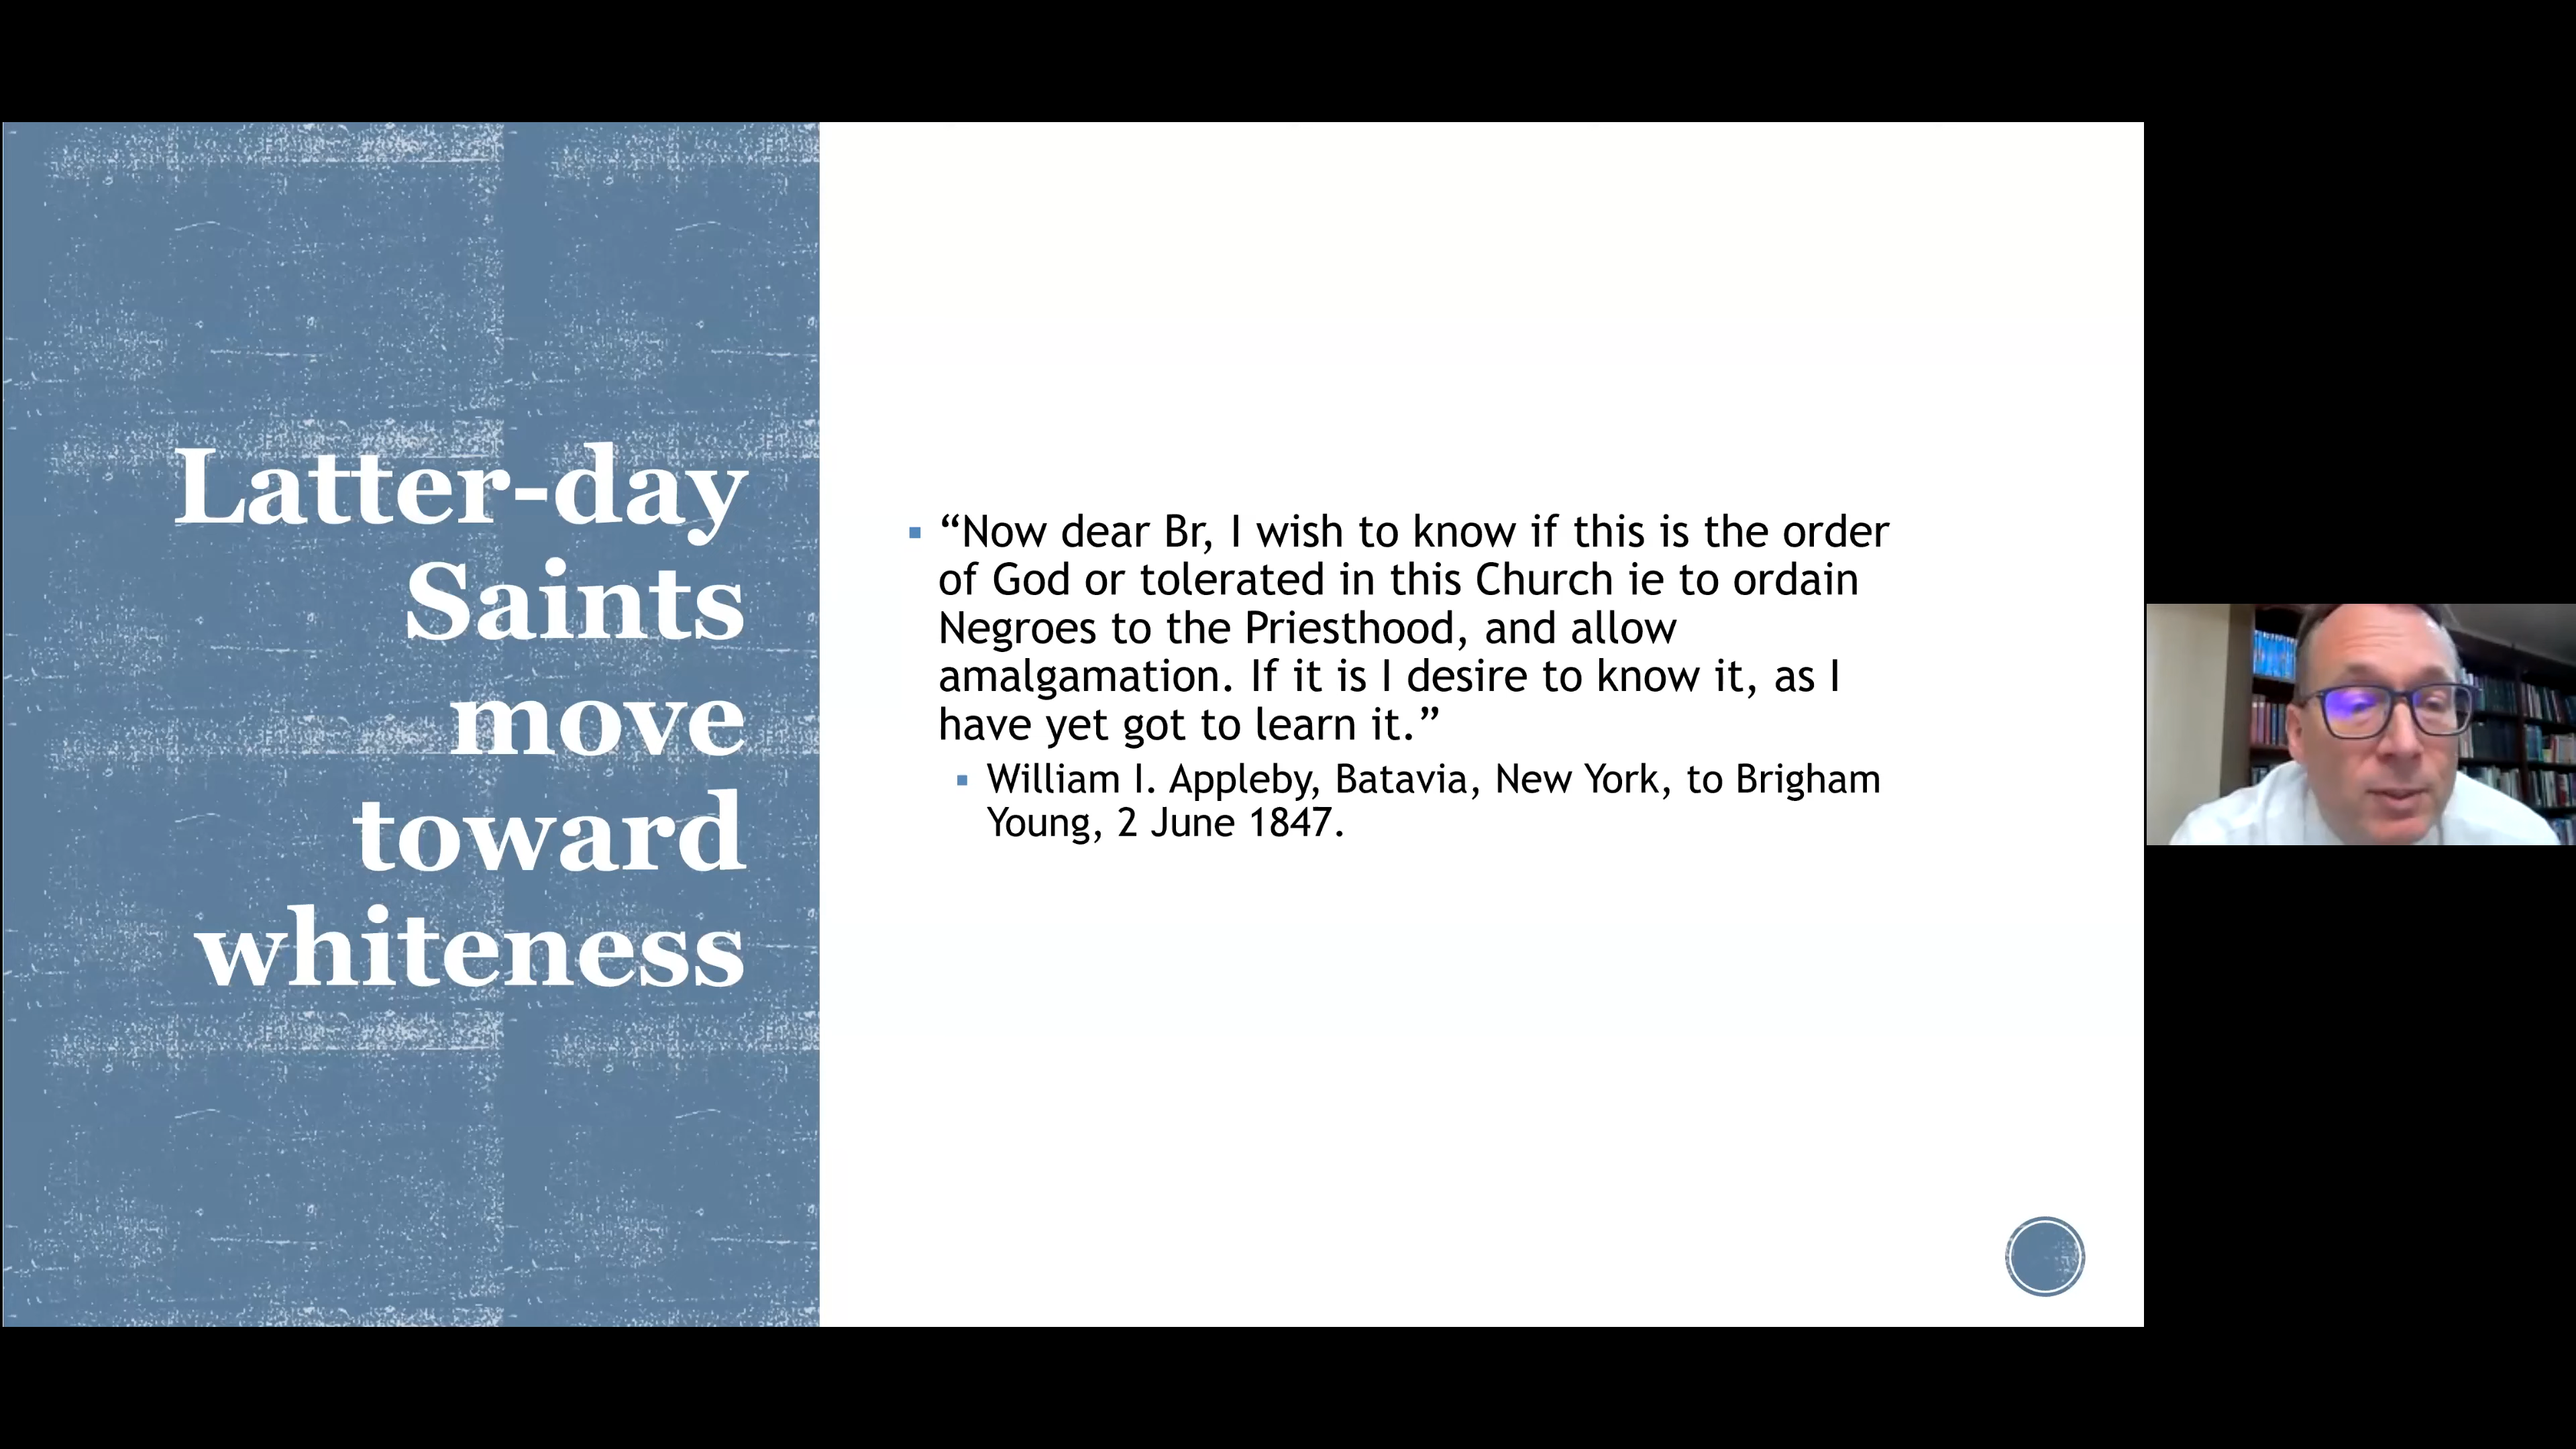 Latter-day
Saints
move
toward
whiteness
“Now dear Br, I wish to know if this is the order
of God or tolerated in this Church ie to ordain
Negroes to the Priesthood, and allow
amalgamation. If it is I desire to know it, as I
have yet got to learn it.”
William I. Appleby, Batavia, New York, to Brigham
Young, 2 June 1847.